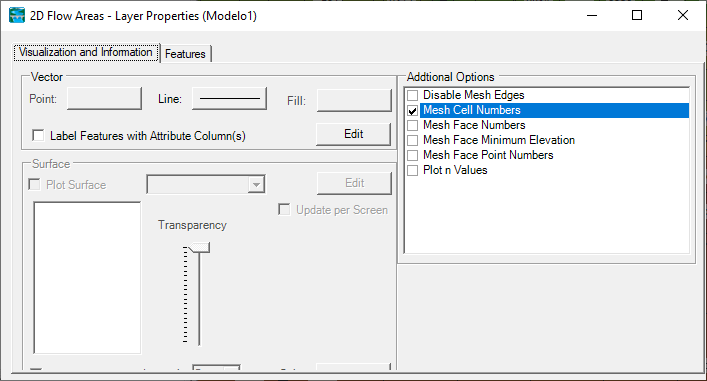 2D Flow Areas - Layer Properties (Modelo1)
Visualization and Information
Features
Vector
Point:
Line:
Fill:
Label Features with Attribute Column(s)
Edit
Surface
Plot Surface
Edit
Update per Screen
Transparency
Addtional Options
Disable Mesh Edges
Mesh Cell Numbers
Mesh Face Numbers
Mesh Face Minimum Elevation
Mesh Face Point Numbers
Plot n Values